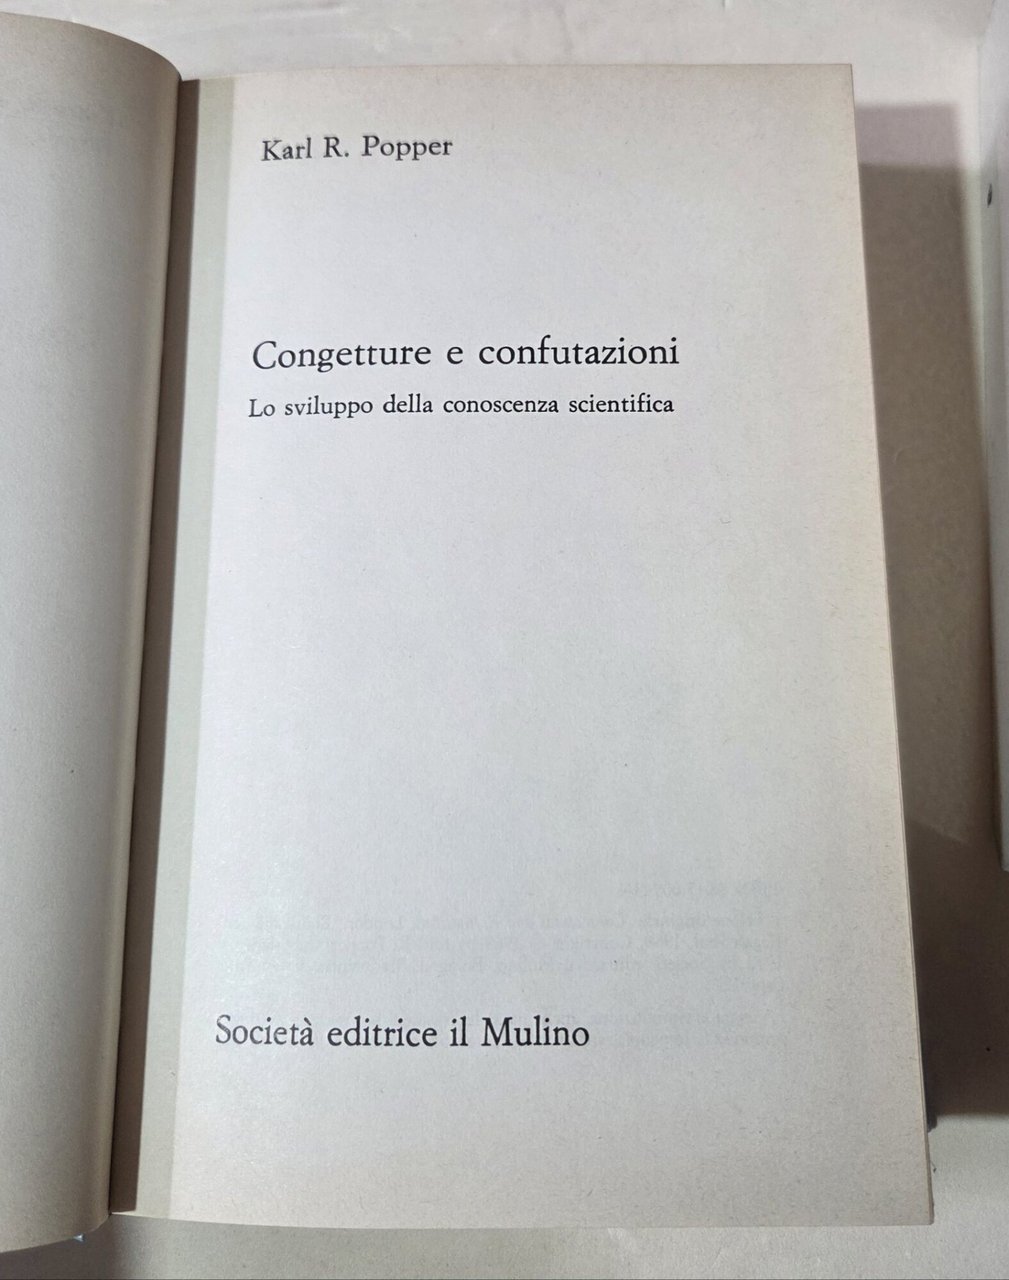 Karl R. Popper
Congetture e confutazioni
Lo sviluppo della conoscenza scientifica
Società editrice il Mulino